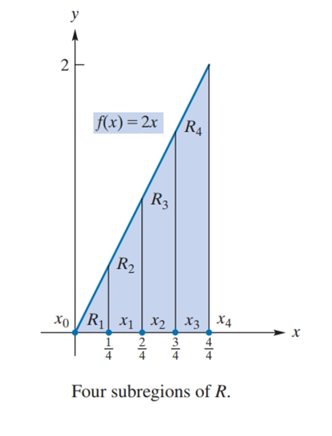 y
2
f(x) = 2x
R₄
R₃
R₂
x₀ R₁ x₁ x₂ x₃ x₄
x
1/4 2/4 3/4 4/4
Four subregions of R.